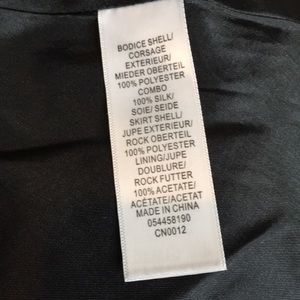 BODICE SHELL/
CORSAGE
EXTERIEUR/
MIEDER OBERTEIL
100% POLYESTER
COMBO
100% SILK/
SOIE/ SEIDE
SKIRT SHELL/
JUPE EXTERIEUR/
ROCK OBERTEIL
100% POLYESTER
LINING/JUPE
DOUBLURE/
ROCK FUTTER
100% ACETATE/
ACÉTATE/ACETAT
MADE IN CHINA
054458190
CN0012